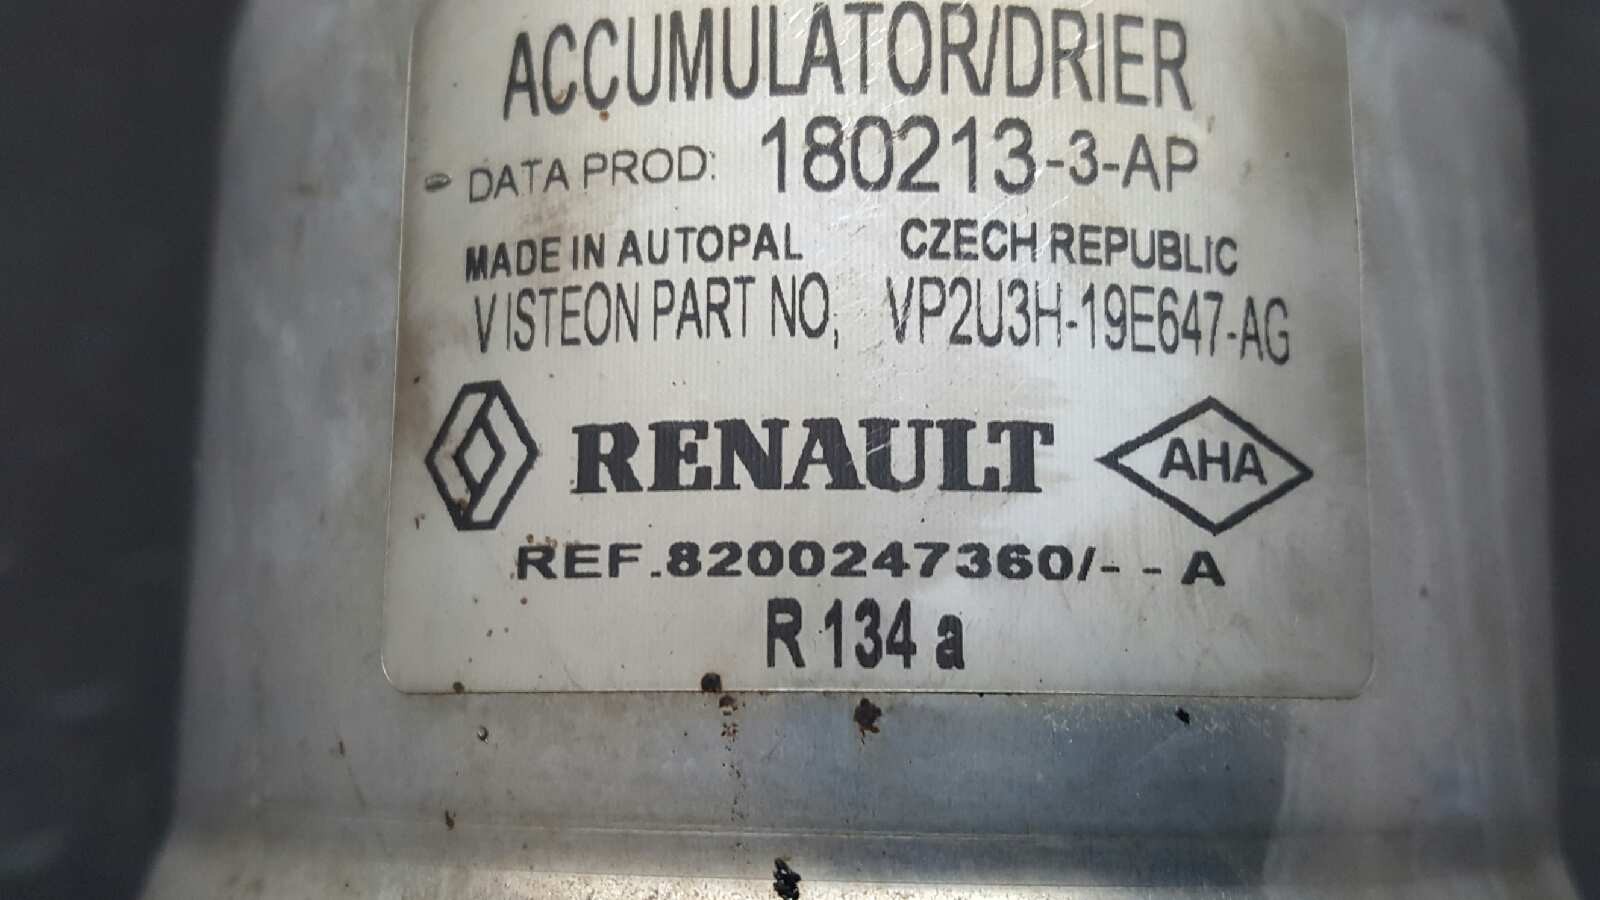 ACCUMULATOR/DRIER
DATA PROD: 180213-3-AP
MADE IN AUTOPAL CZECH REPUBLIC
VISTEON PART NO, VP2U3H-19E647-AG
RENAULT AHA
REF.8200247360/- - A
R 134 a